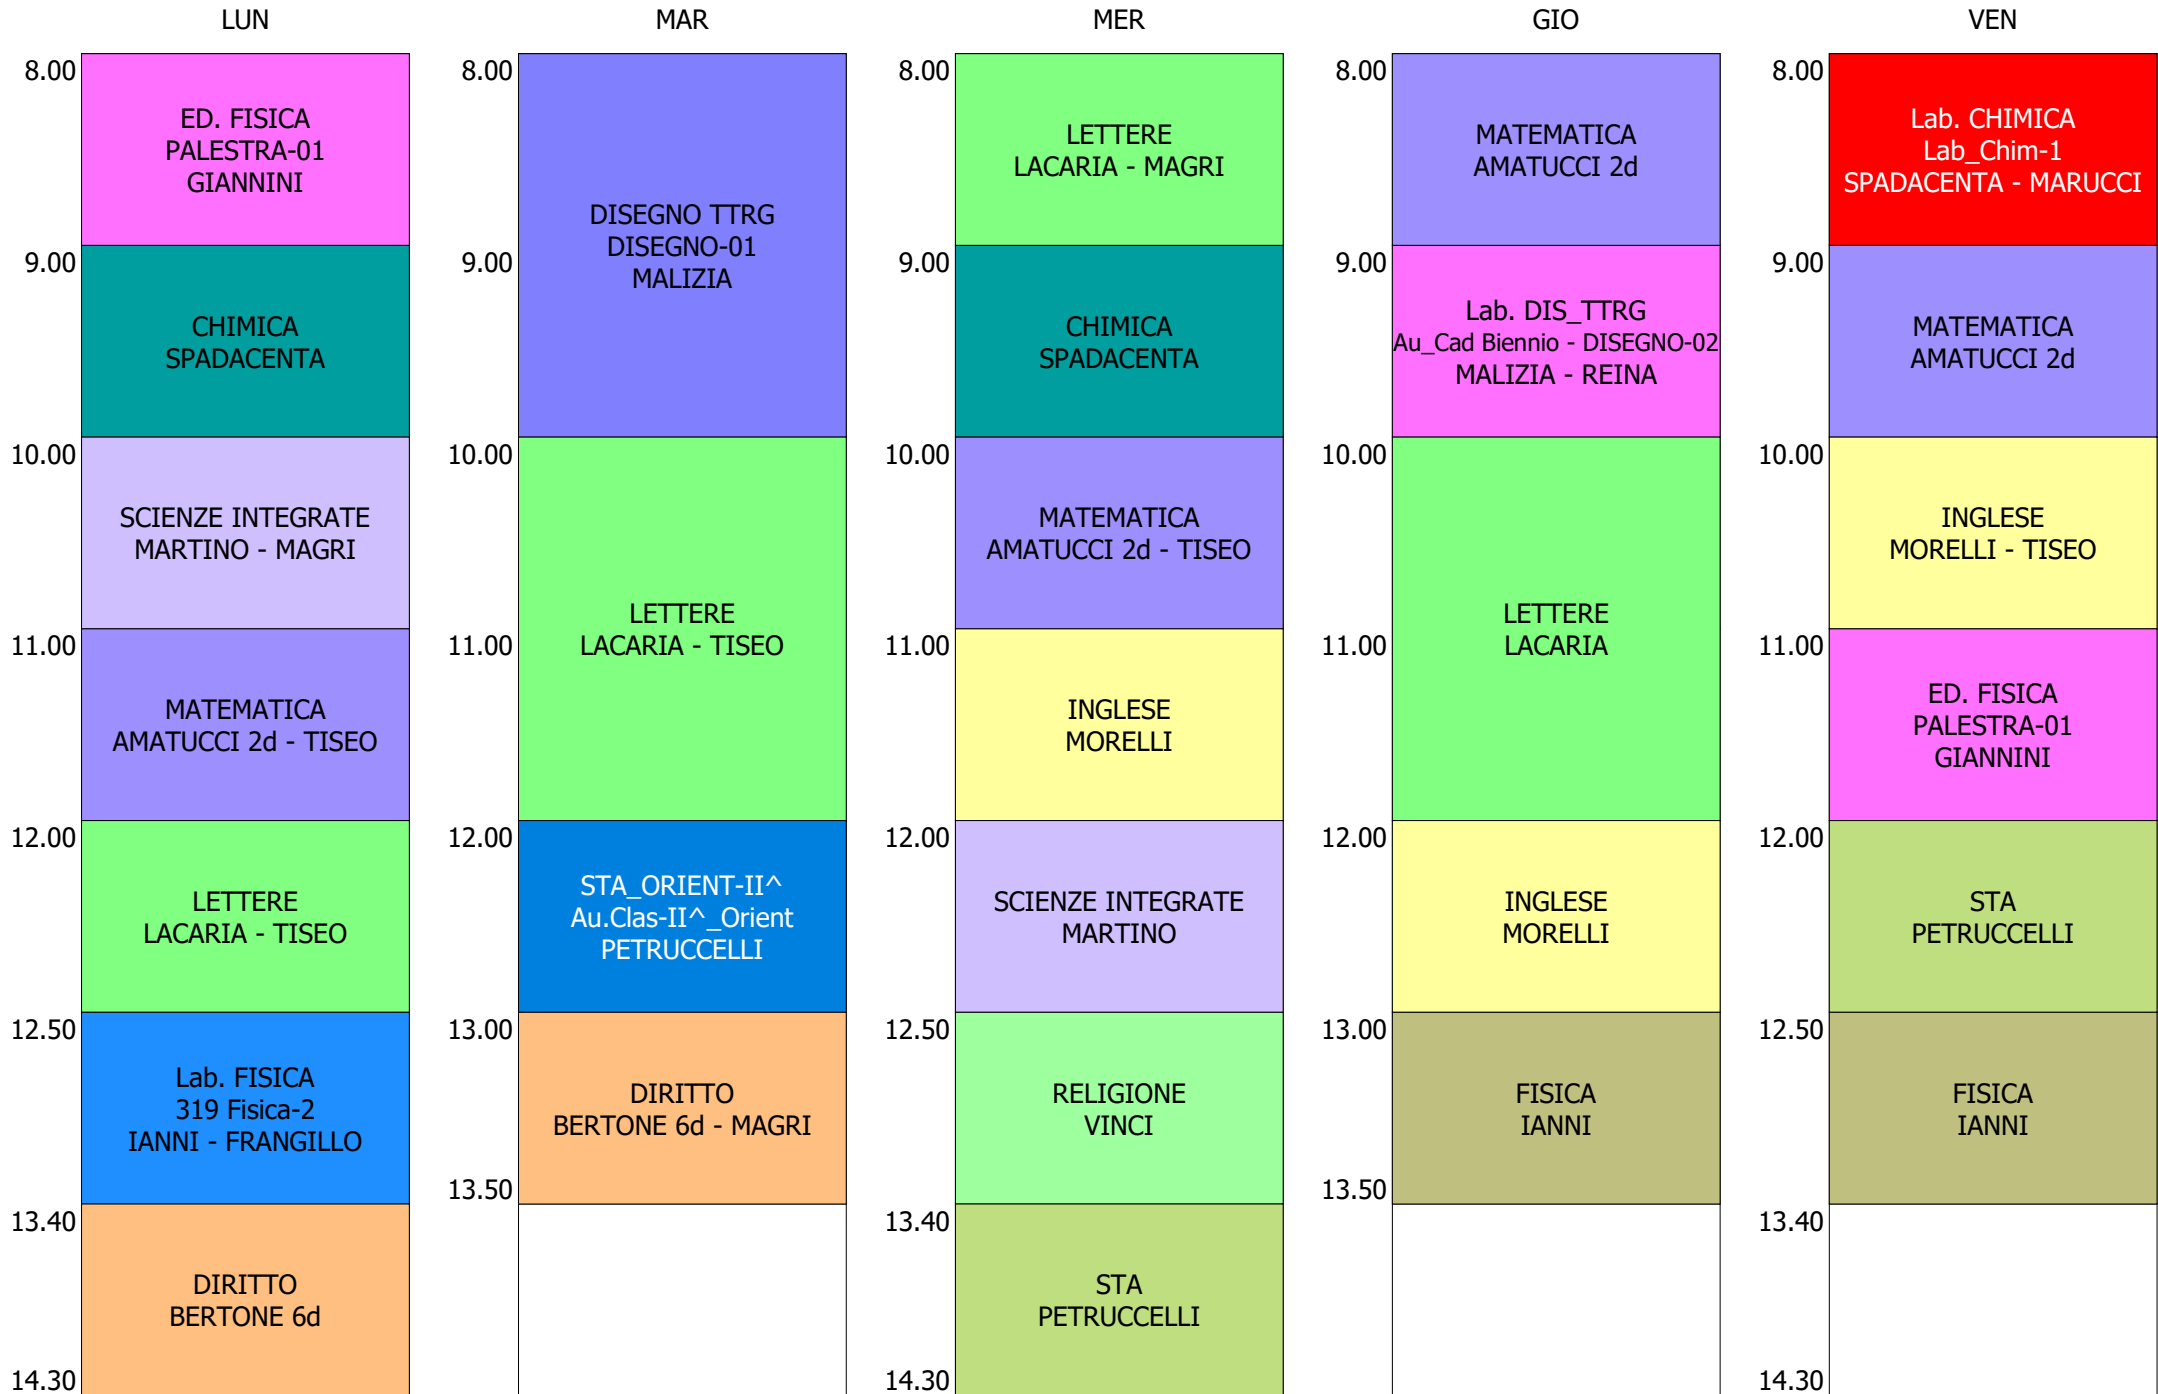 LUN
8.00
ED. FISICA
PALESTRA-01
GIANNINI
9.00
CHIMICA
SPADACENTA
10.00
SCIENZE INTEGRATE
MARTINO - MAGRI
11.00
MATEMATICA
AMATUCCI 2d - TISEO
12.00
LETTERE
LACARIA - TISEO
12.50
Lab. FISICA
319 Fisica-2
IANNI - FRANGILLO
13.40
DIRITTO
BERTONE 6d
14.30
MAR
8.00
DISEGNO TTRG
DISEGNO-01
MALIZIA
9.00
10.00
LETTERE
LACARIA - TISEO
11.00
12.00
STA_ORIENT-II^
Au.Clas-II^_Orient
PETRUCCELLI
13.00
DIRITTO
BERTONE 6d - MAGRI
13.50
MER
8.00
LETTERE
LACARIA - MAGRI
9.00
CHIMICA
SPADACENTA
10.00
MATEMATICA
AMATUCCI 2d - TISEO
11.00
INGLESE
MORELLI
12.00
SCIENZE INTEGRATE
MARTINO
12.50
RELIGIONE
VINCI
13.40
STA
PETRUCCELLI
14.30
GIO
8.00
MATEMATICA
AMATUCCI 2d
9.00
Lab. DIS_TTRG
Au_Cad Biennio - DISEGNO-02
MALIZIA - REINA
10.00
LETTERE
LACARIA
11.00
12.00
INGLESE
MORELLI
13.00
FISICA
IANNI
13.50
VEN
8.00
Lab. CHIMICA
Lab_Chim-1
SPADACENTA - MARUCCI
9.00
MATEMATICA
AMATUCCI 2d
10.00
INGLESE
MORELLI - TISEO
11.00
ED. FISICA
PALESTRA-01
GIANNINI
12.00
STA
PETRUCCELLI
12.50
FISICA
IANNI
13.40
14.30